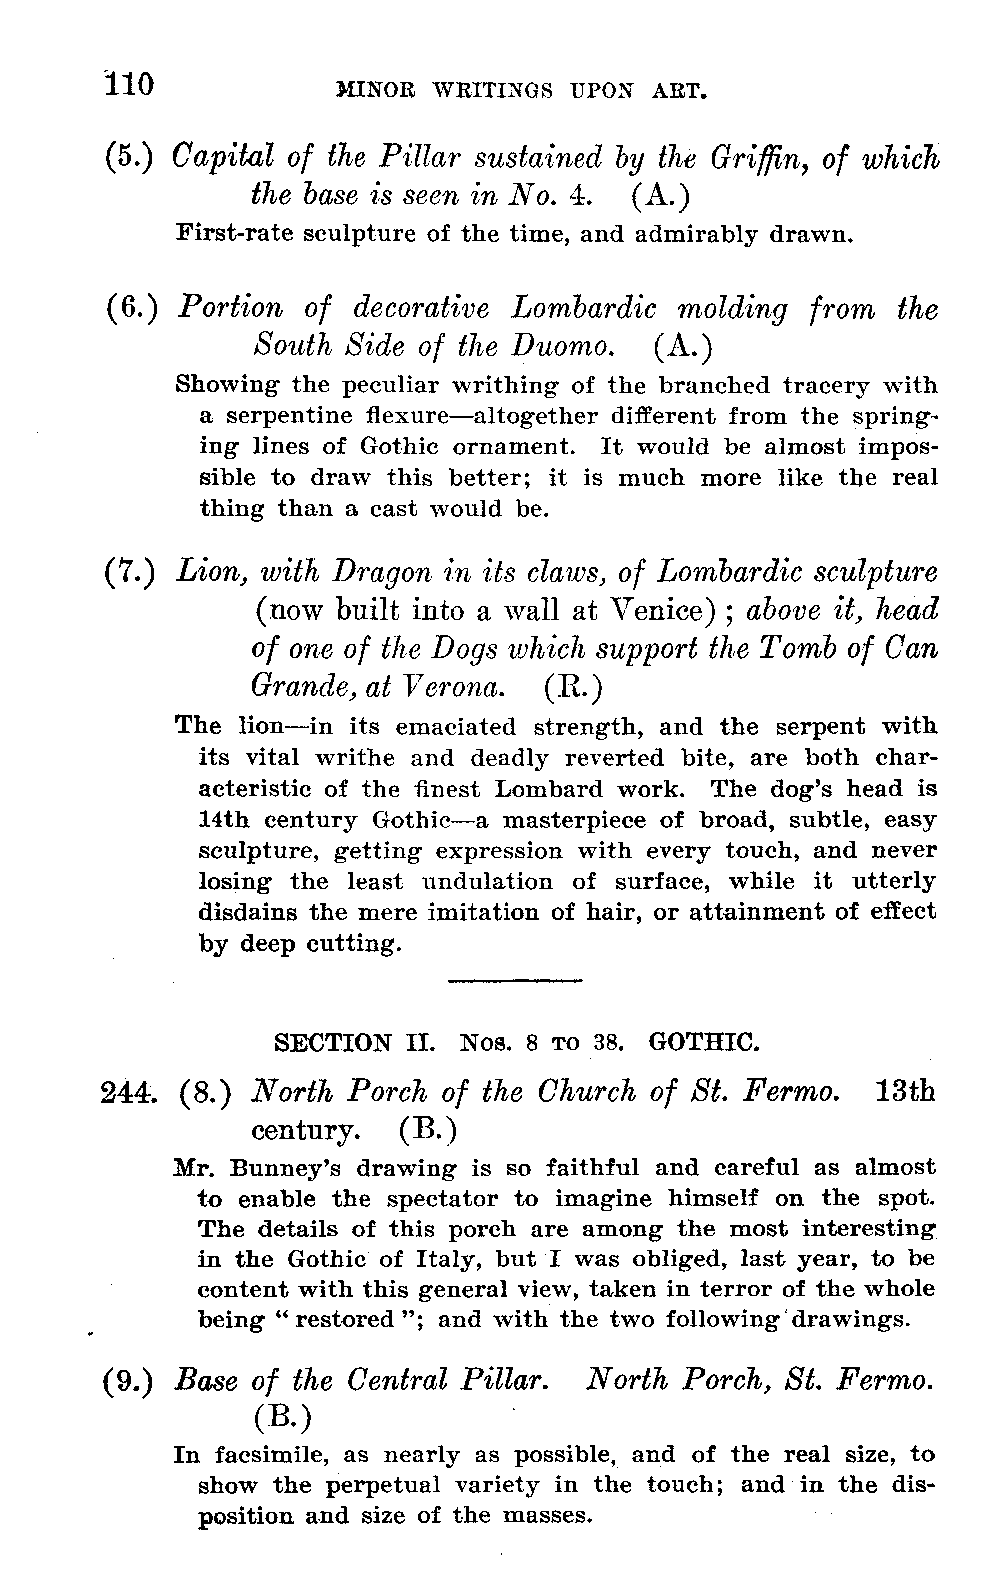 110 MINOR WRITINGS UPON ART.
(5.) Capital of the Pillar sustained by the Griffin, of which
the base is seen in No. 4. (A.)
First-rate sculpture of the time, and admirably drawn.
(6.) Portion of decorative Lombardic molding from the
South Side of the Duomo. (A.)
Showing the peculiar writhing of the branched tracery with
a serpentine flexure—altogether different from the spring-
ing lines of Gothic ornament. It would be almost impos-
sible to draw this better; it is much more like the real
thing than a cast would be.
(7.) Lion, with Dragon in its claws, of Lombardic sculpture
(now built into a wall at Venice) ; above it, head
of one of the Dogs which support the Tomb of Can
Grande, at Verona. (R.)
The lion—in its emaciated strength, and the serpent with
its vital writhe and deadly reverted bite, are both char-
acteristic of the finest Lombard work. The dog's head is
14th century Gothic—a masterpiece of broad, subtle, easy
sculpture, getting expression with every touch, and never
losing the least undulation of surface, while it utterly
disdains the mere imitation of hair, or attainment of effect
by deep cutting.
SECTION II. Nos. 8 TO 38. GOTHIC.
244. (8.) North Porch of the Church of St. Fermo. 13th
century. (B.)
Mr. Bunney's drawing is so faithful and careful as almost
to enable the spectator to imagine himself on the spot.
The details of this porch are among the most interesting
in the Gothic of Italy, but I was obliged, last year, to be
content with this general view, taken in terror of the whole
being “ restored ”; and with the two following drawings.
(9.) Base of the Central Pillar. North Porch, St. Fermo.
(B.)
In facsimile, as nearly as possible, and of the real size, to
show the perpetual variety in the touch; and in the dis-
position and size of the masses.